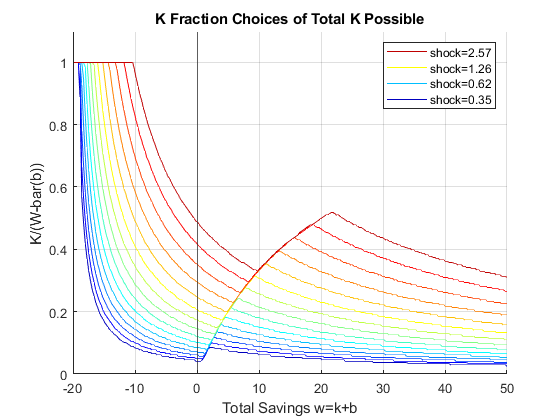 K Fraction Choices of Total K Possible
shock=2.57
shock=1.26
shock=0.62
shock=0.35
K/(W-bar(b))
1
0.8
0.6
0.4
0.2
0
-20 -10 0 10 20 30 40 50
Total Savings w=k+b